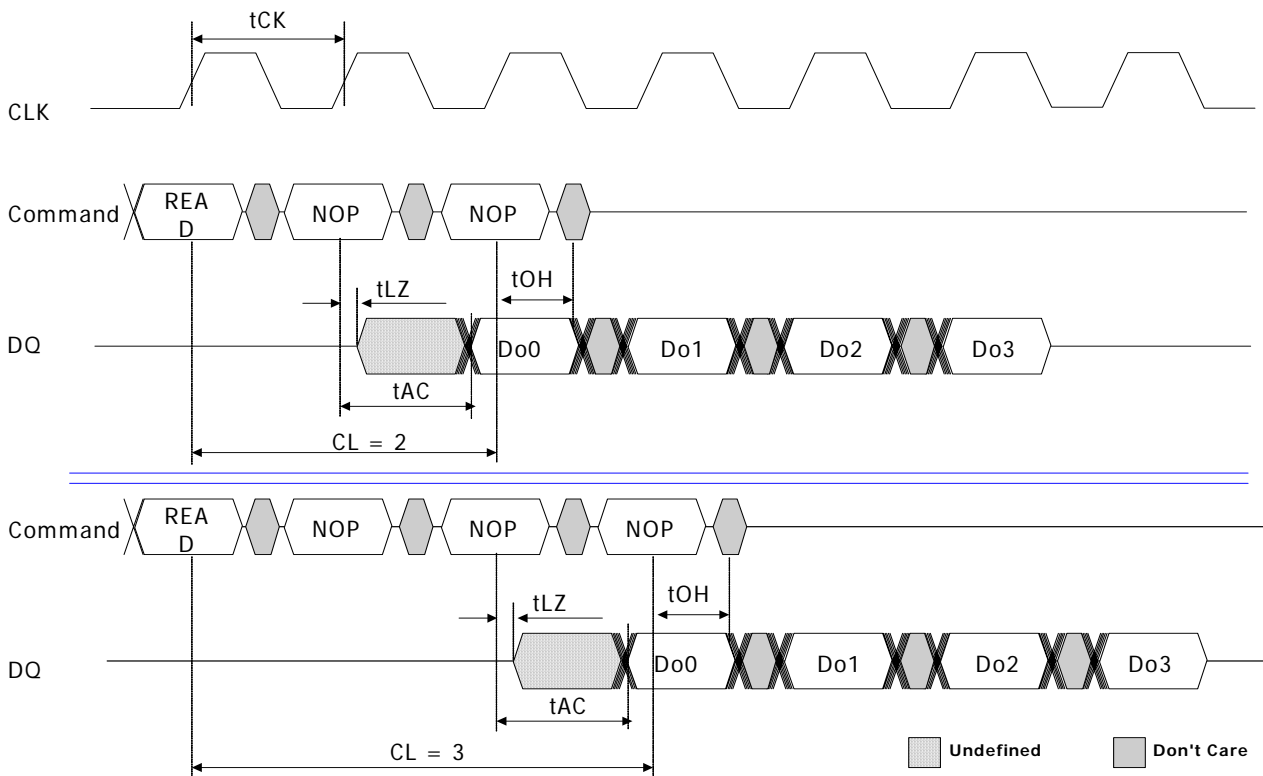 tCK
CLK
Command
REA
D
NOP
NOP
tLZ
tOH
DQ
Do0
Do1
Do2
Do3
tAC
CL = 2
Command
REA
D
NOP
NOP
NOP
tLZ
tOH
DQ
Do0
Do1
Do2
Do3
tAC
CL = 3
Undefined
Don't Care